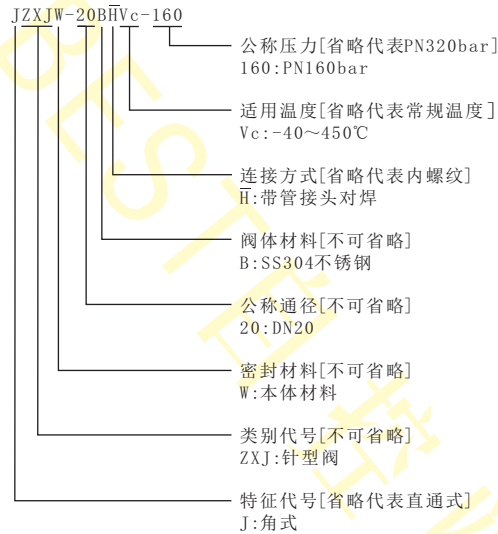 JZXJW-20BH̅Vc-160
公称压力[省略代表PN320bar]
160:PN160bar
适用温度[省略代表常规温度]
Vc:-40～450℃
连接方式[省略代表内螺纹]
H̅:带管接头对焊
阀体材料[不可省略]
B:SS304不锈钢
公称通径[不可省略]
20:DN20
密封材料[不可省略]
W:本体材料
类别代号[不可省略]
ZXJ:针型阀
特征代号[省略代表直通式]
J:角式
BEST自控